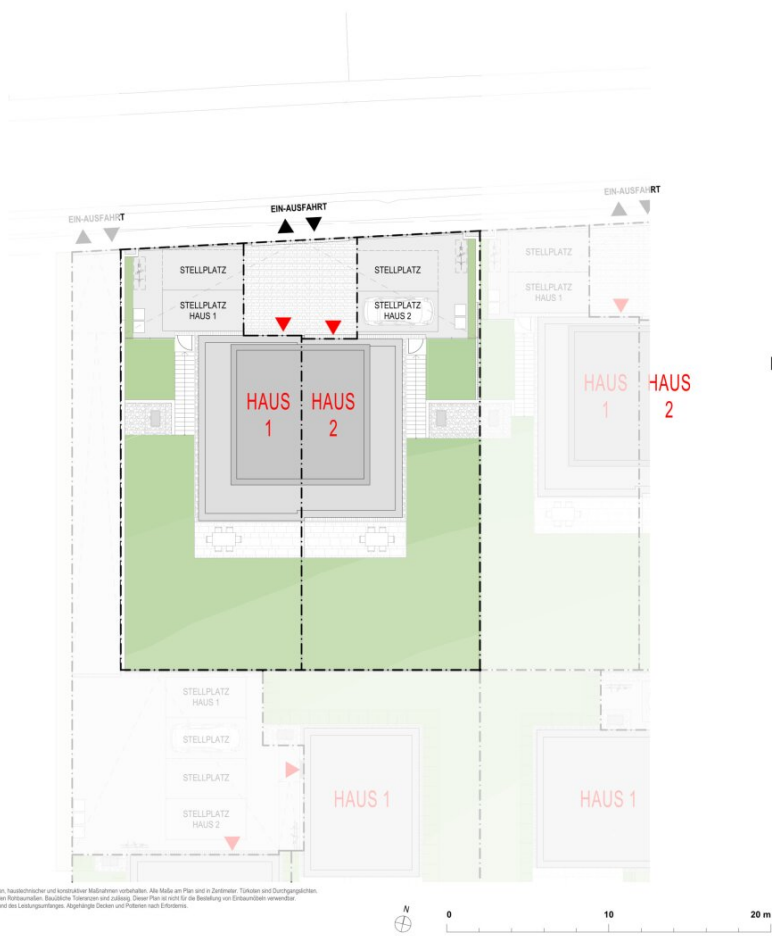 EIN-AUSFAHRT
EIN-AUSFAHRT
EIN-AUSFAHRT
STELLPLATZ
STELLPLATZ
HAUS 1
STELLPLATZ
STELLPLATZ
HAUS 2
STELLPLATZ
STELLPLATZ
HAUS 1
HAUS
1
HAUS
2
HAUS
1
HAUS
2
STELLPLATZ
HAUS 1
STELLPLATZ
STELLPLATZ
STELLPLATZ
HAUS 2
HAUS 1
HAUS 1
haustechnischer und konstruktiver Maßnahmen vorbehalten. Alle Maße am Plan sind in Zentimeter. Türkoten sind Durchgangslichten.
Rohbaumaßen. Bauübliche Toleranzen sind zulässig. Dieser Plan ist nicht für die Bestellung von Einbaumöbeln verwendbar.
des Leistungsumfanges. Abgehängte Decken und Poterien nach Erfordernis.
N
0 10 20 m